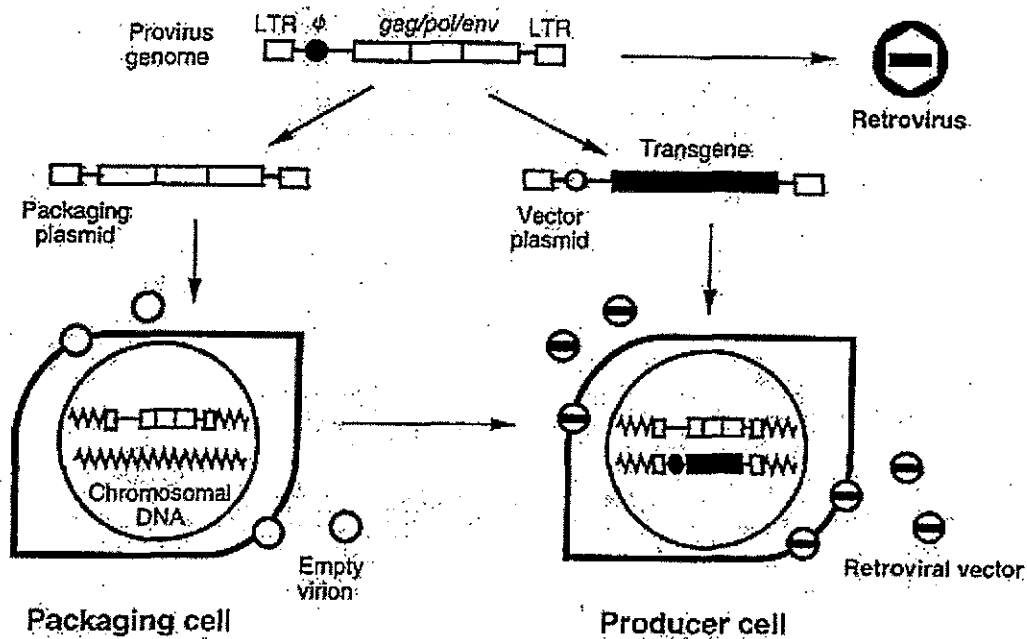 Provirus
genome
LTR φ gag/pol/env LTR
Retrovirus
Packaging
plasmid
Transgene
Vector
plasmid
Chromosomal
DNA
Empty
virion
Retroviral vector
Packaging cell
Producer cell